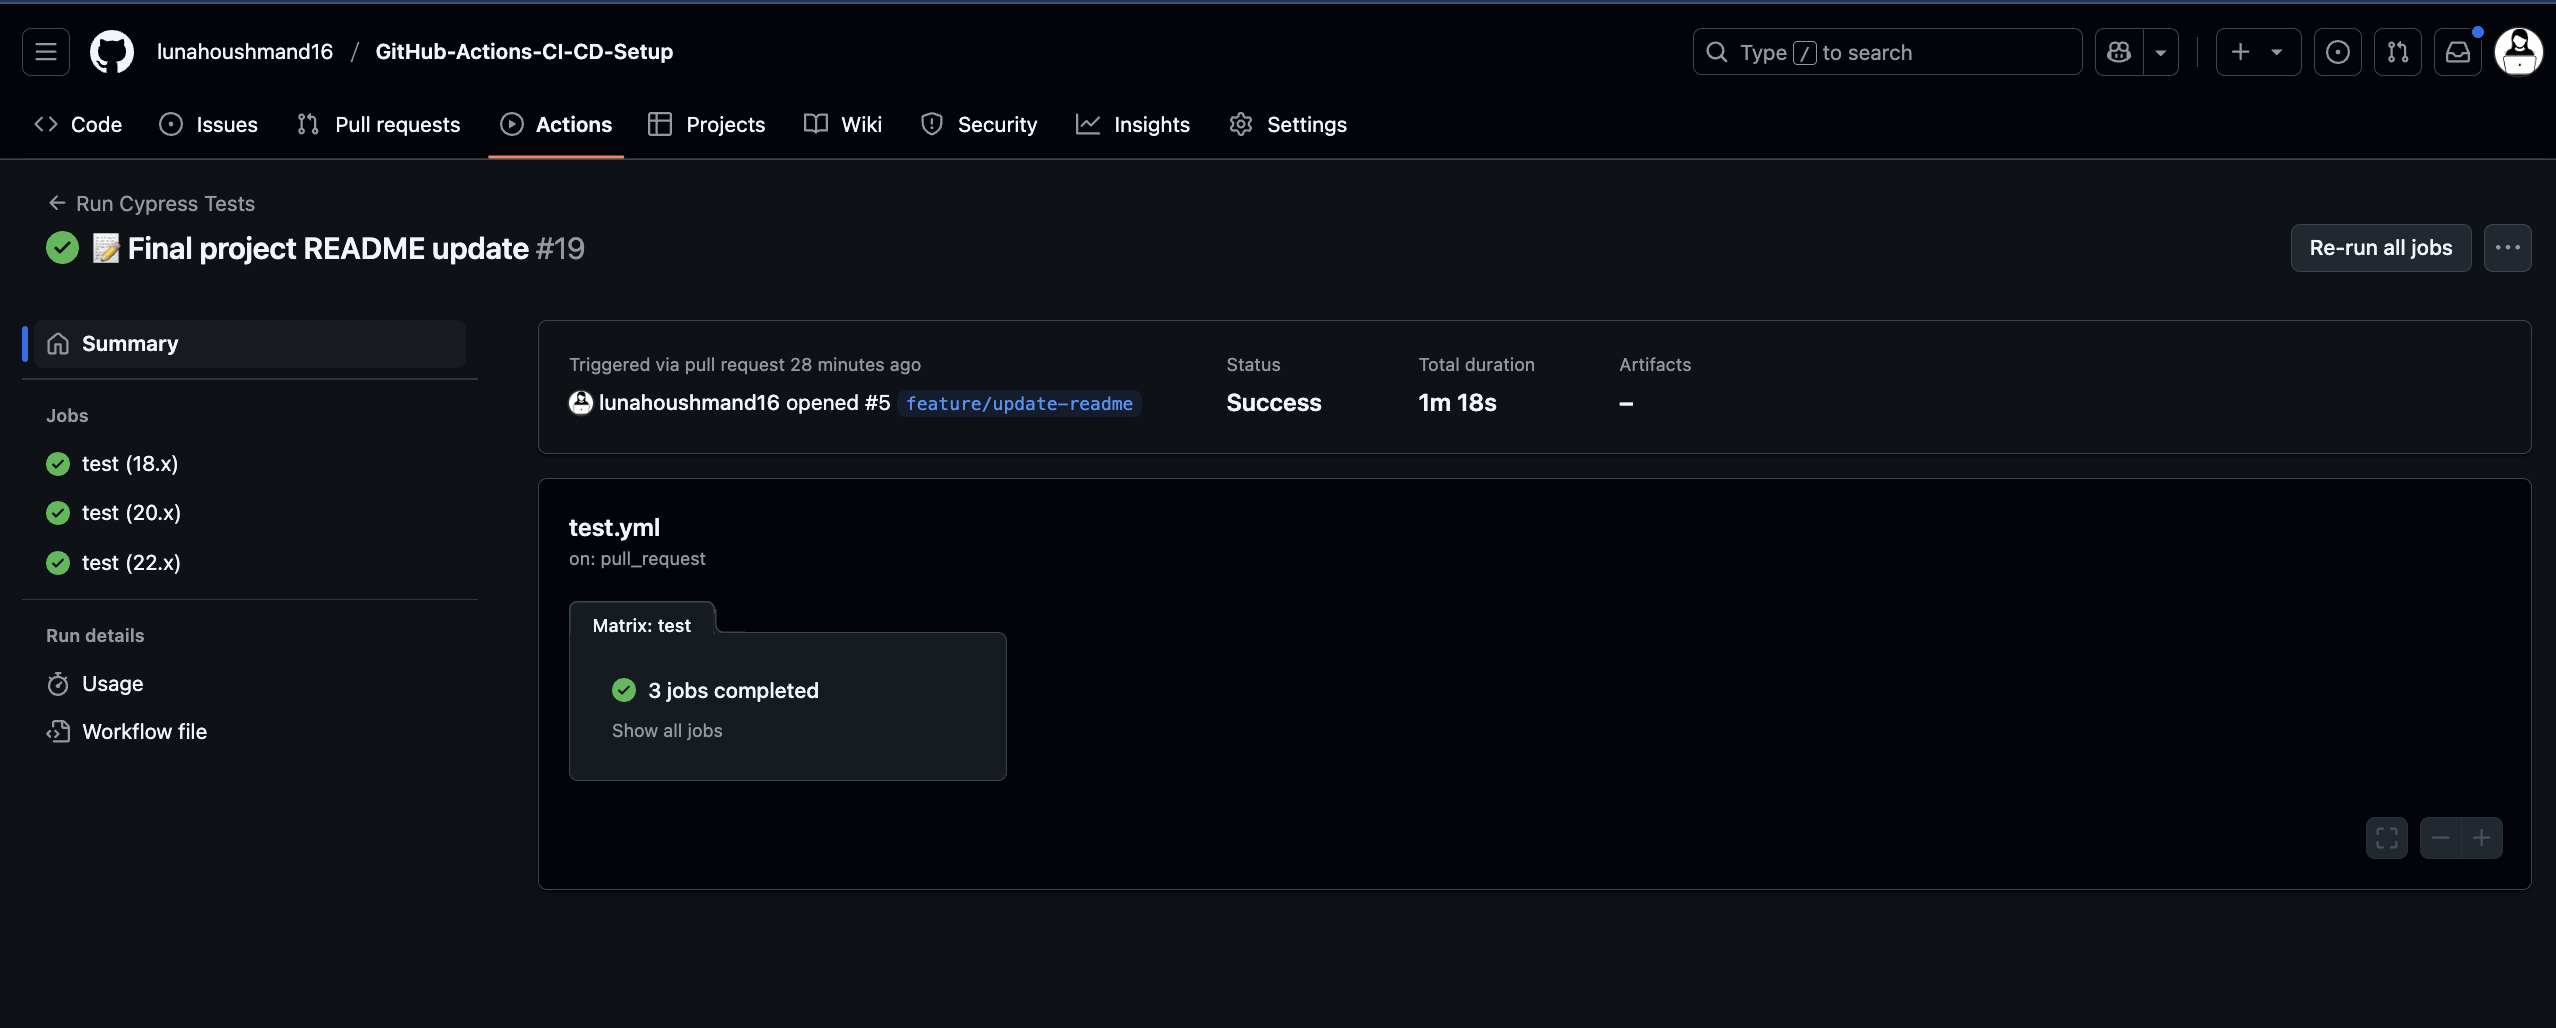 lunahoushmand16 / GitHub-Actions-CI-CD-Setup
Type / to search
Code Issues Pull requests Actions Projects Wiki Security Insights Settings
← Run Cypress Tests
📝 Final project README update #19
Re-run all jobs
Summary
Jobs
test (18.x)
test (20.x)
test (22.x)
Run details
Usage
Workflow file
Triggered via pull request 28 minutes ago
lunahoushmand16 opened #5 feature/update-readme
Status
Success
Total duration
1m 18s
Artifacts
–
test.yml
on: pull_request
Matrix: test
3 jobs completed
Show all jobs